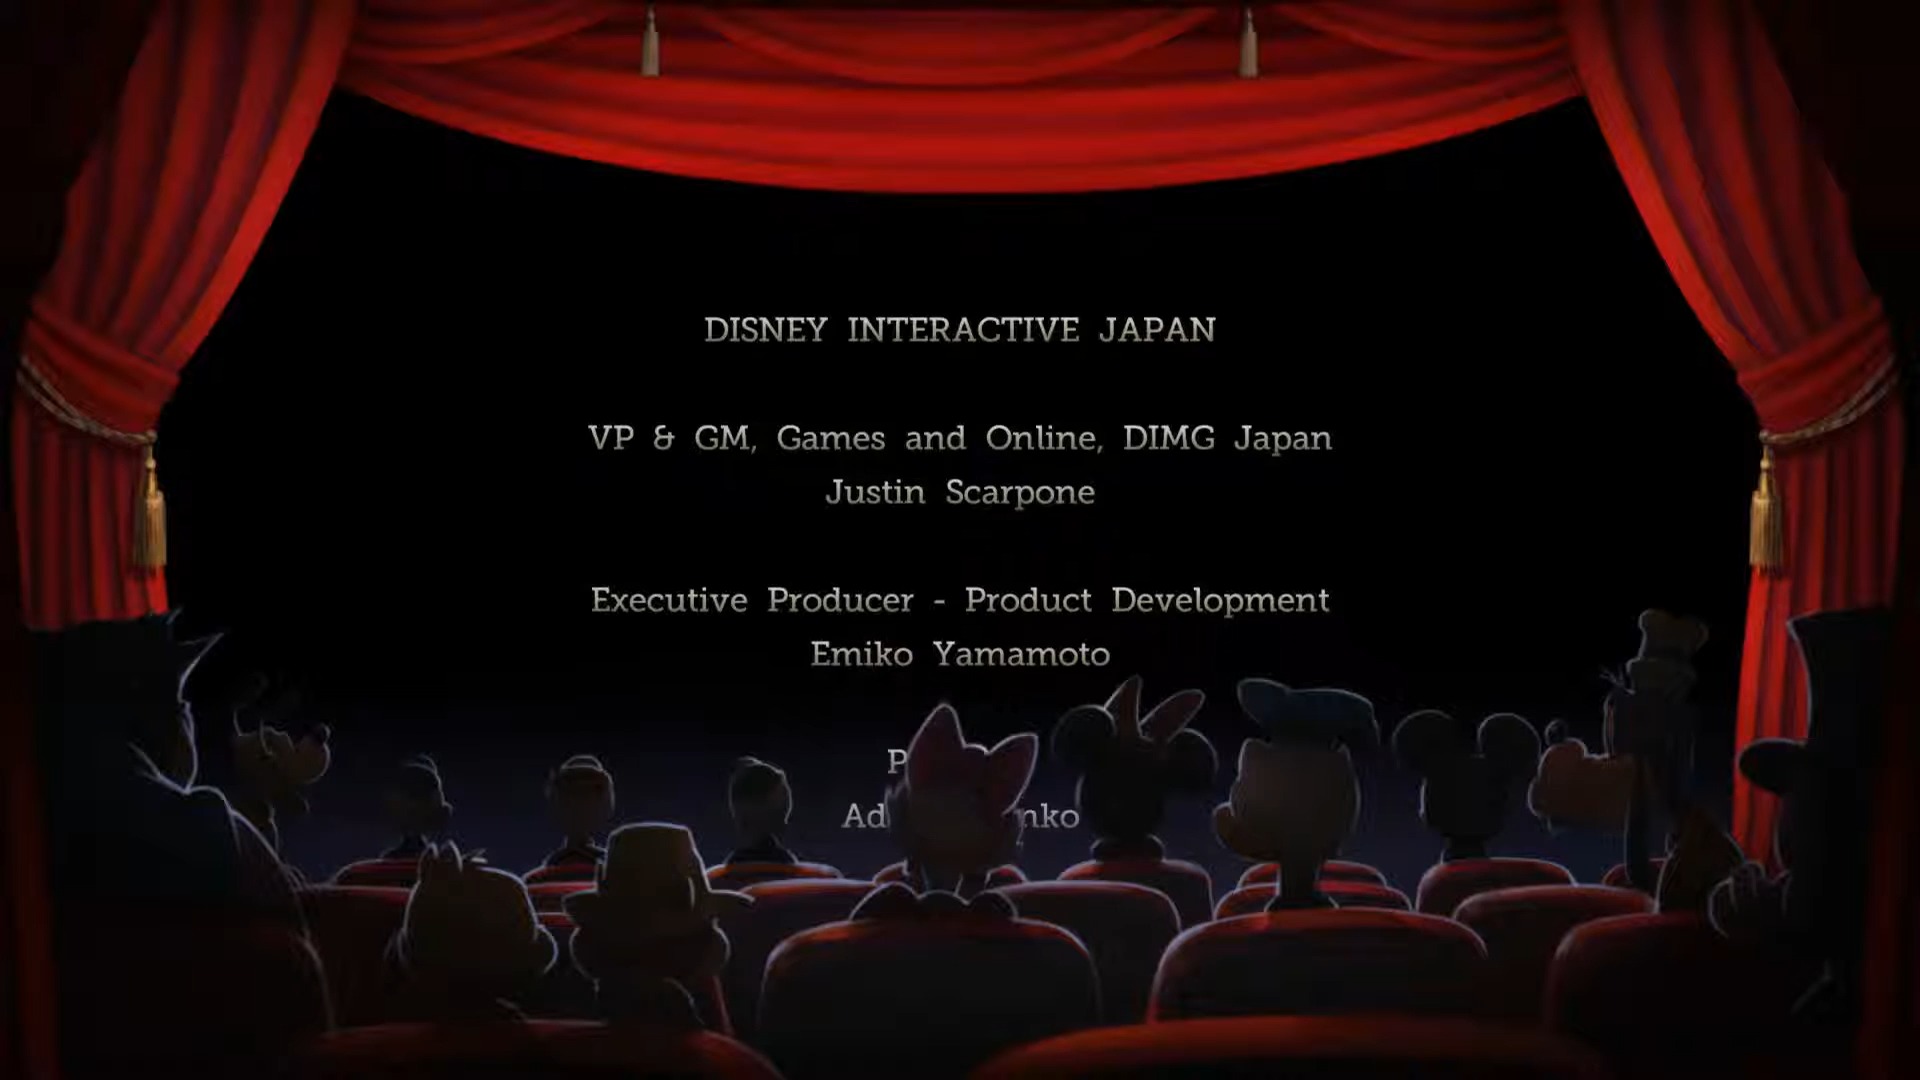 DISNEY INTERACTIVE JAPAN
VP & GM, Games and Online, DIMG Japan
Justin Scarpone
Executive Producer - Product Development
Emiko Yamamoto